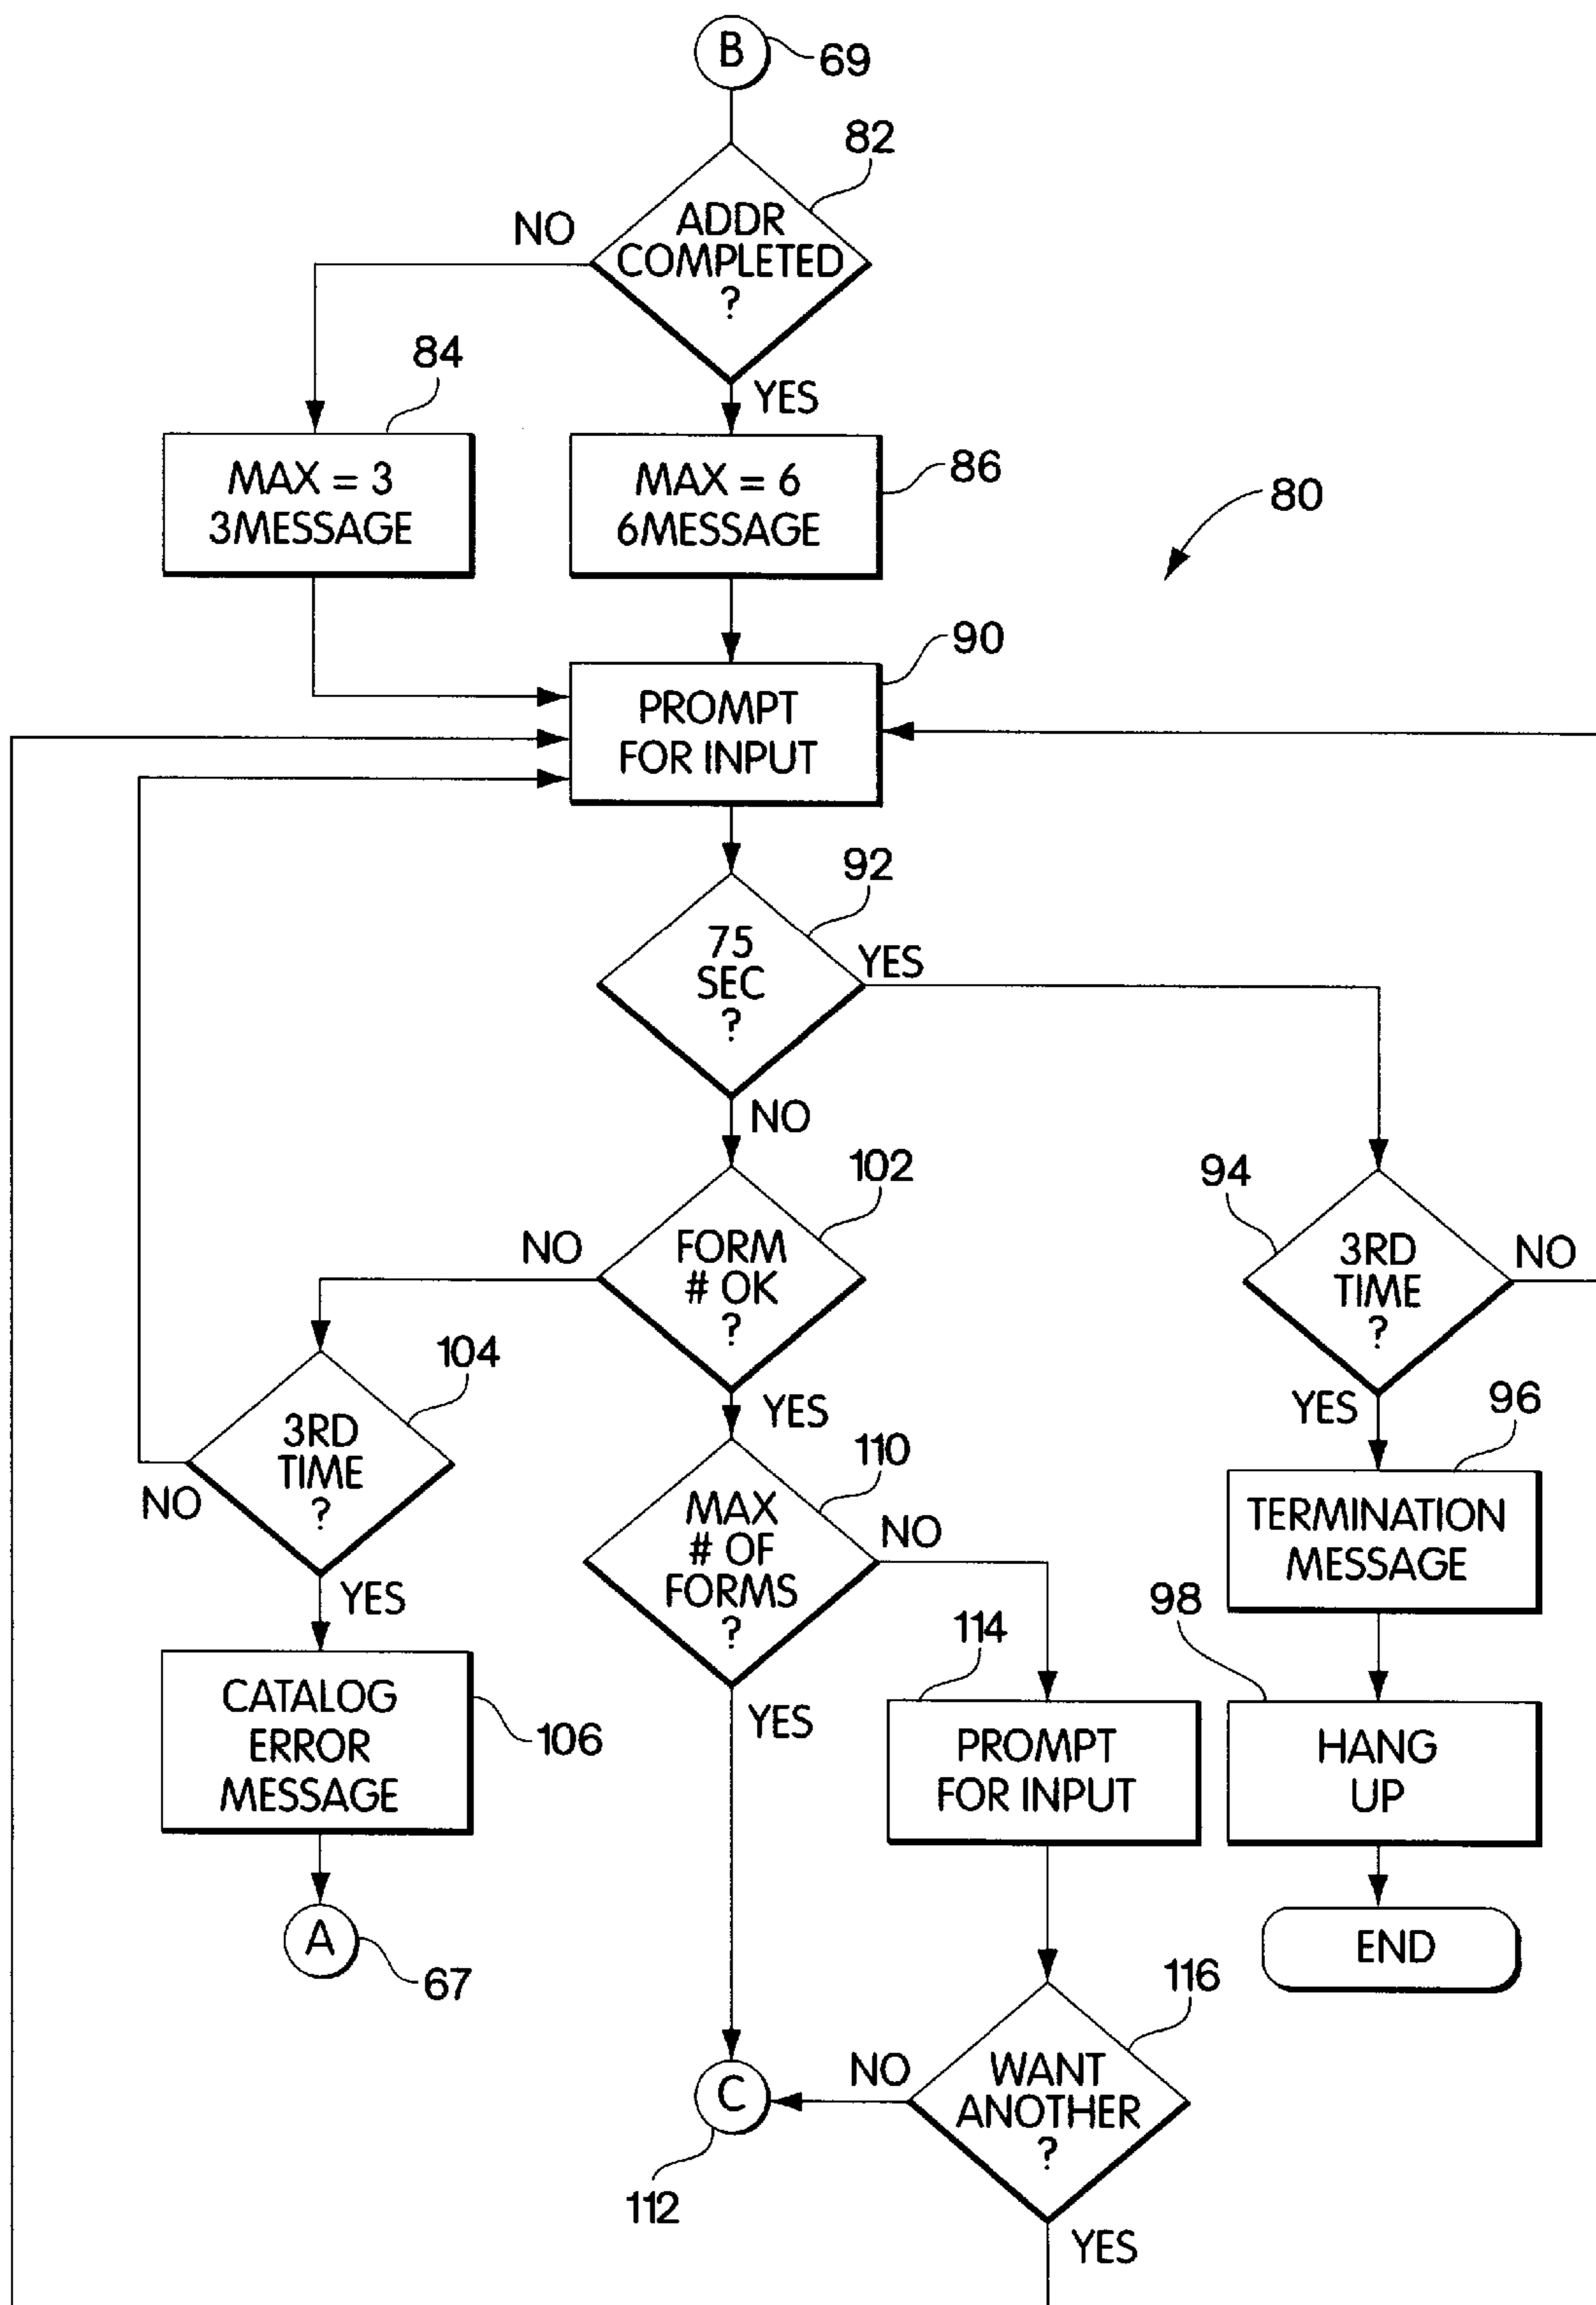 B
69
82
NO
ADDR
COMPLETED
?
YES
84
MAX = 3
3MESSAGE
86
MAX = 6
6MESSAGE
80
90
PROMPT
FOR INPUT
92
75
SEC
?
YES
NO
102
FORM
# OK
?
NO
YES
94
3RD
TIME
?
NO
YES
104
3RD
TIME
?
NO
YES
110
MAX
# OF
FORMS
?
NO
YES
96
TERMINATION
MESSAGE
106
CATALOG
ERROR
MESSAGE
114
PROMPT
FOR INPUT
98
HANG
UP
A
67
END
116
WANT
ANOTHER
?
NO
YES
C
112